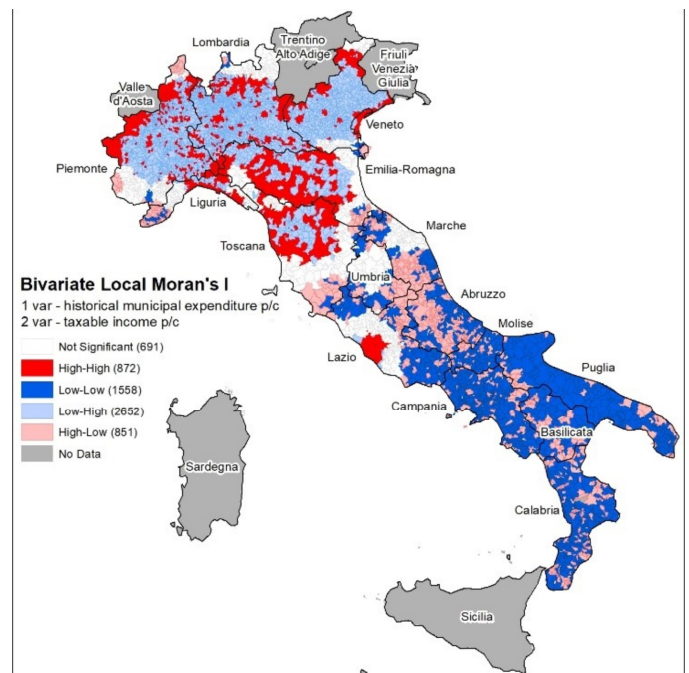 Lombardia
Trentino
Alto Adige
Friuli
Venezia
Giulia
Valle
d'Aosta
Veneto
Piemonte
Emilia-Romagna
Liguria
Marche
Toscana
Bivariate Local Moran's I
1 var - historical municipal expenditure p/c
2 var - taxable income p/c
Umbria
Abruzzo
Molise
Not Significant (691)
High-High (872)
Low-Low (1558)
Low-High (2652)
High-Low (851)
No Data
Lazio
Puglia
Campania
Basilicata
Sardegna
Calabria
Sicilia